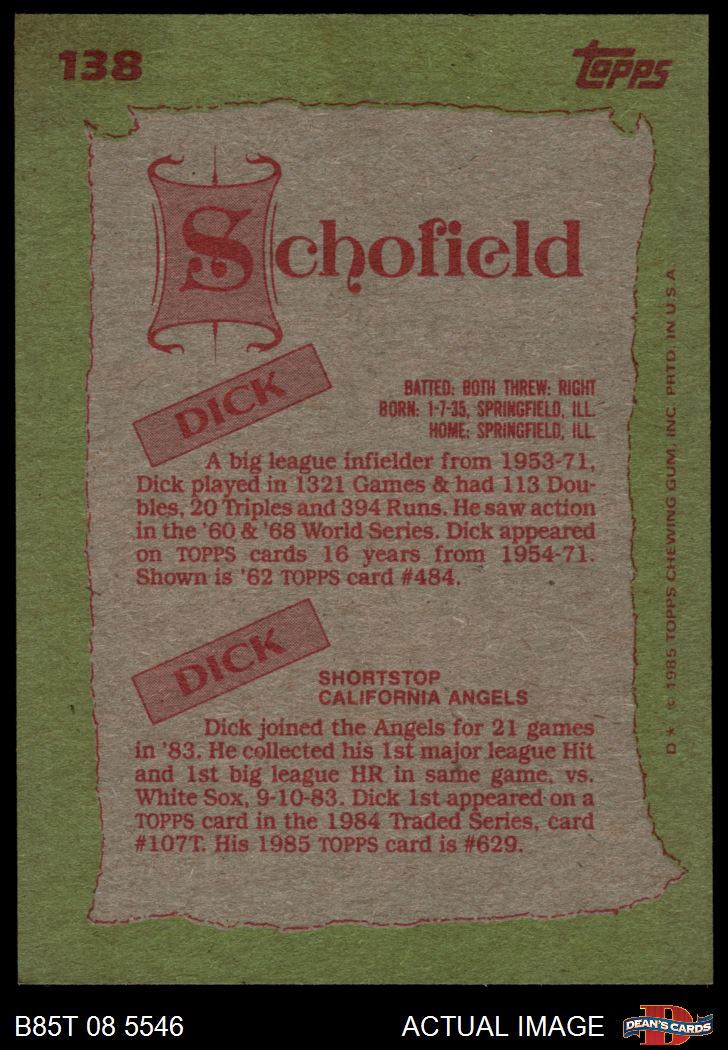 138
TOPPS
Schofield
DICK
BATTED: BOTH THREW: RIGHT
BORN: 1-7-35, SPRINGFIELD, ILL.
HOME: SPRINGFIELD, ILL.
A big league infielder from 1953-71,
Dick played in 1321 Games & had 113 Dou-
bles, 20 Triples and 394 Runs. He saw action
in the '60 & '68 World Series. Dick appeared
on TOPPS cards 16 years from 1954-71.
Shown is '62 TOPPS card #484.
DICK
SHORTSTOP
CALIFORNIA ANGELS
Dick joined the Angels for 21 games
in '83. He collected his 1st major league Hit
and 1st big league HR in same game, vs.
White Sox, 9-10-83. Dick 1st appeared on a
TOPPS card in the 1984 Traded Series, card
#107T. His 1985 TOPPS card is #629.
D* © 1985 TOPPS CHEWING GUM, INC. PRTD. IN U.S.A.
B85T 08 5546
ACTUAL IMAGE
D
DEAN'S CARDS